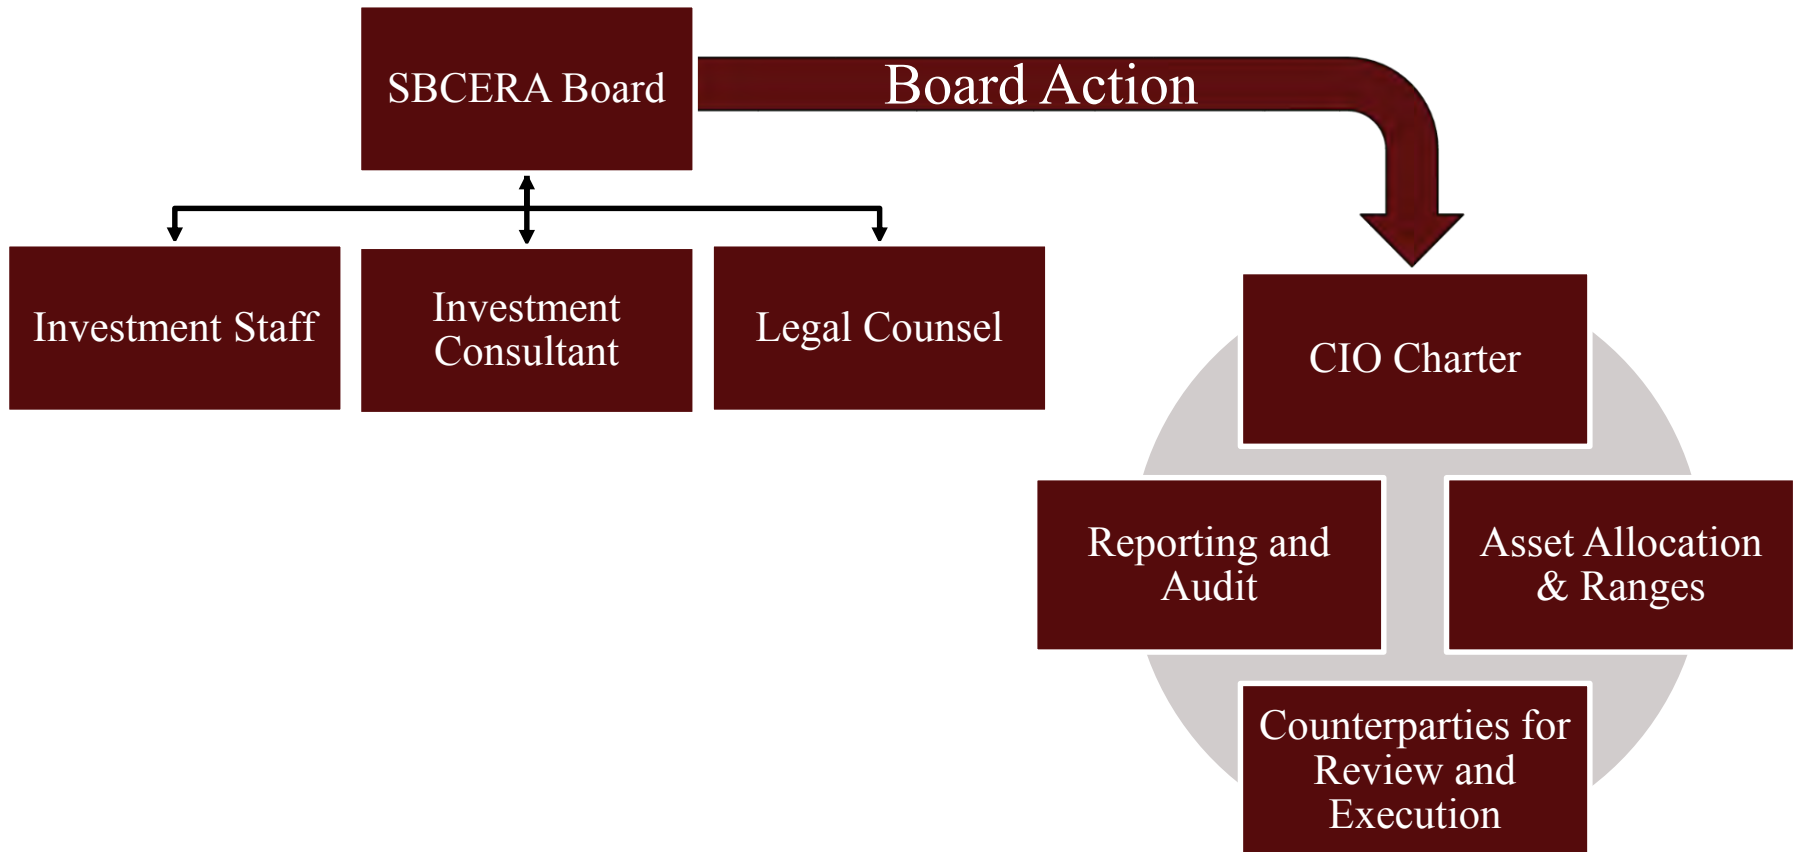 SBCERA Board
Board Action
Investment Staff
Investment
Consultant
Legal Counsel
CIO Charter
Reporting and
Audit
Asset Allocation
& Ranges
Counterparties for
Review and
Execution